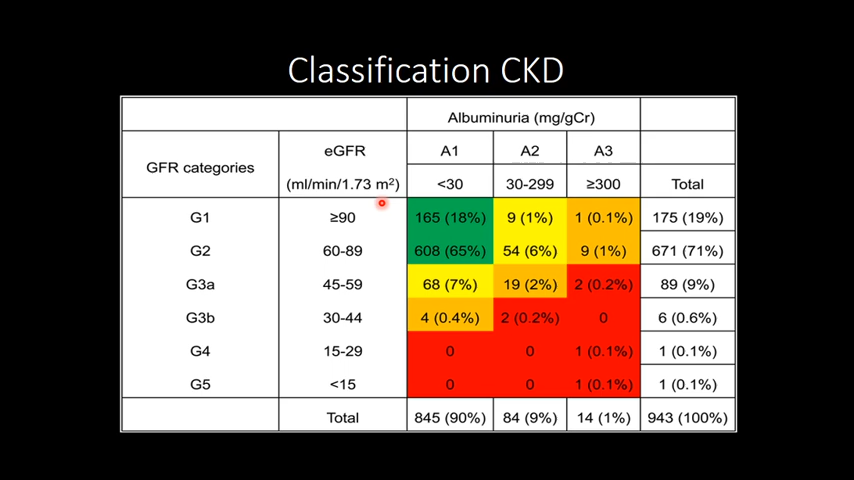 Classification CKD
Albuminuria (mg/gCr)
GFR categories eGFR A1 A2 A3
(ml/min/1.73 m²) <30 30-299 ≥300 Total
G1 ≥90 165 (18%) 9 (1%) 1 (0.1%) 175 (19%)
G2 60-89 608 (65%) 54 (6%) 9 (1%) 671 (71%)
G3a 45-59 68 (7%) 19 (2%) 2 (0.2%) 89 (9%)
G3b 30-44 4 (0.4%) 2 (0.2%) 0 6 (0.6%)
G4 15-29 0 0 1 (0.1%) 1 (0.1%)
G5 <15 0 0 1 (0.1%) 1 (0.1%)
Total 845 (90%) 84 (9%) 14 (1%) 943 (100%)